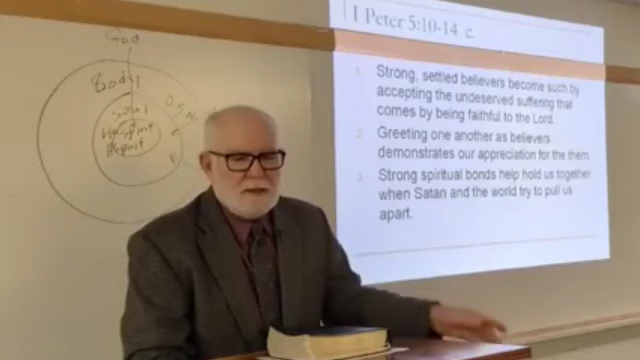 I Peter 5:10-14 c.
1 Strong, settled believers become such by
accepting the undeserved suffering that
comes by being faithful to the Lord.
2 Greeting one another as believers
demonstrates our appreciation for the them.
3 Strong spiritual bonds help hold us together
when Satan and the world try to pull us
apart.
God
Body
Soul